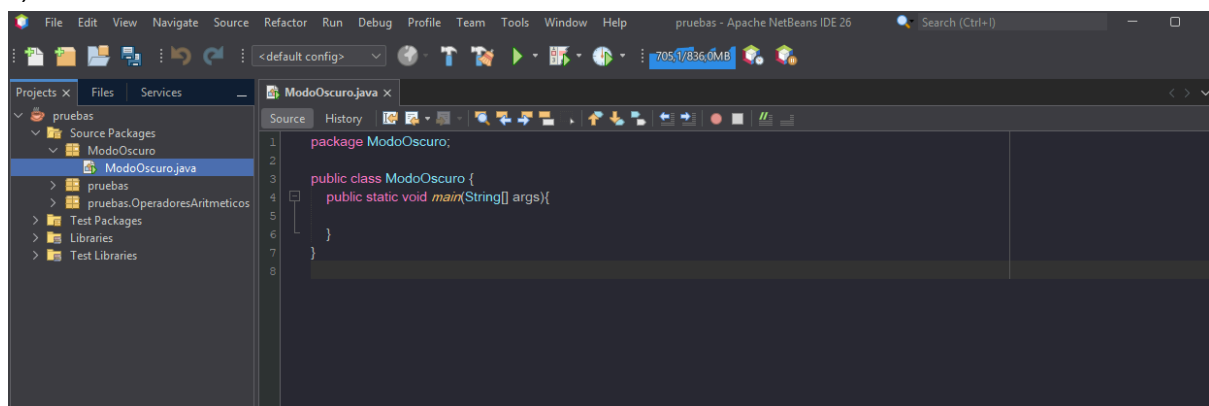 File Edit View Navigate Source Refactor Run Debug Profile Team Tools Window Help pruebas - Apache NetBeans IDE 26 Search (Ctrl+I)
<default config> 705,1/836,0MB
Projects Files Services
pruebas
Source Packages
ModoOscuro
ModoOscuro.java
pruebas
pruebas.OperadoresAritmeticos
Test Packages
Libraries
Test Libraries
ModoOscuro.java
Source History
1 package ModoOscuro;
2
3 public class ModoOscuro {
4 public static void main(String[] args){
5
6 }
7 }
8